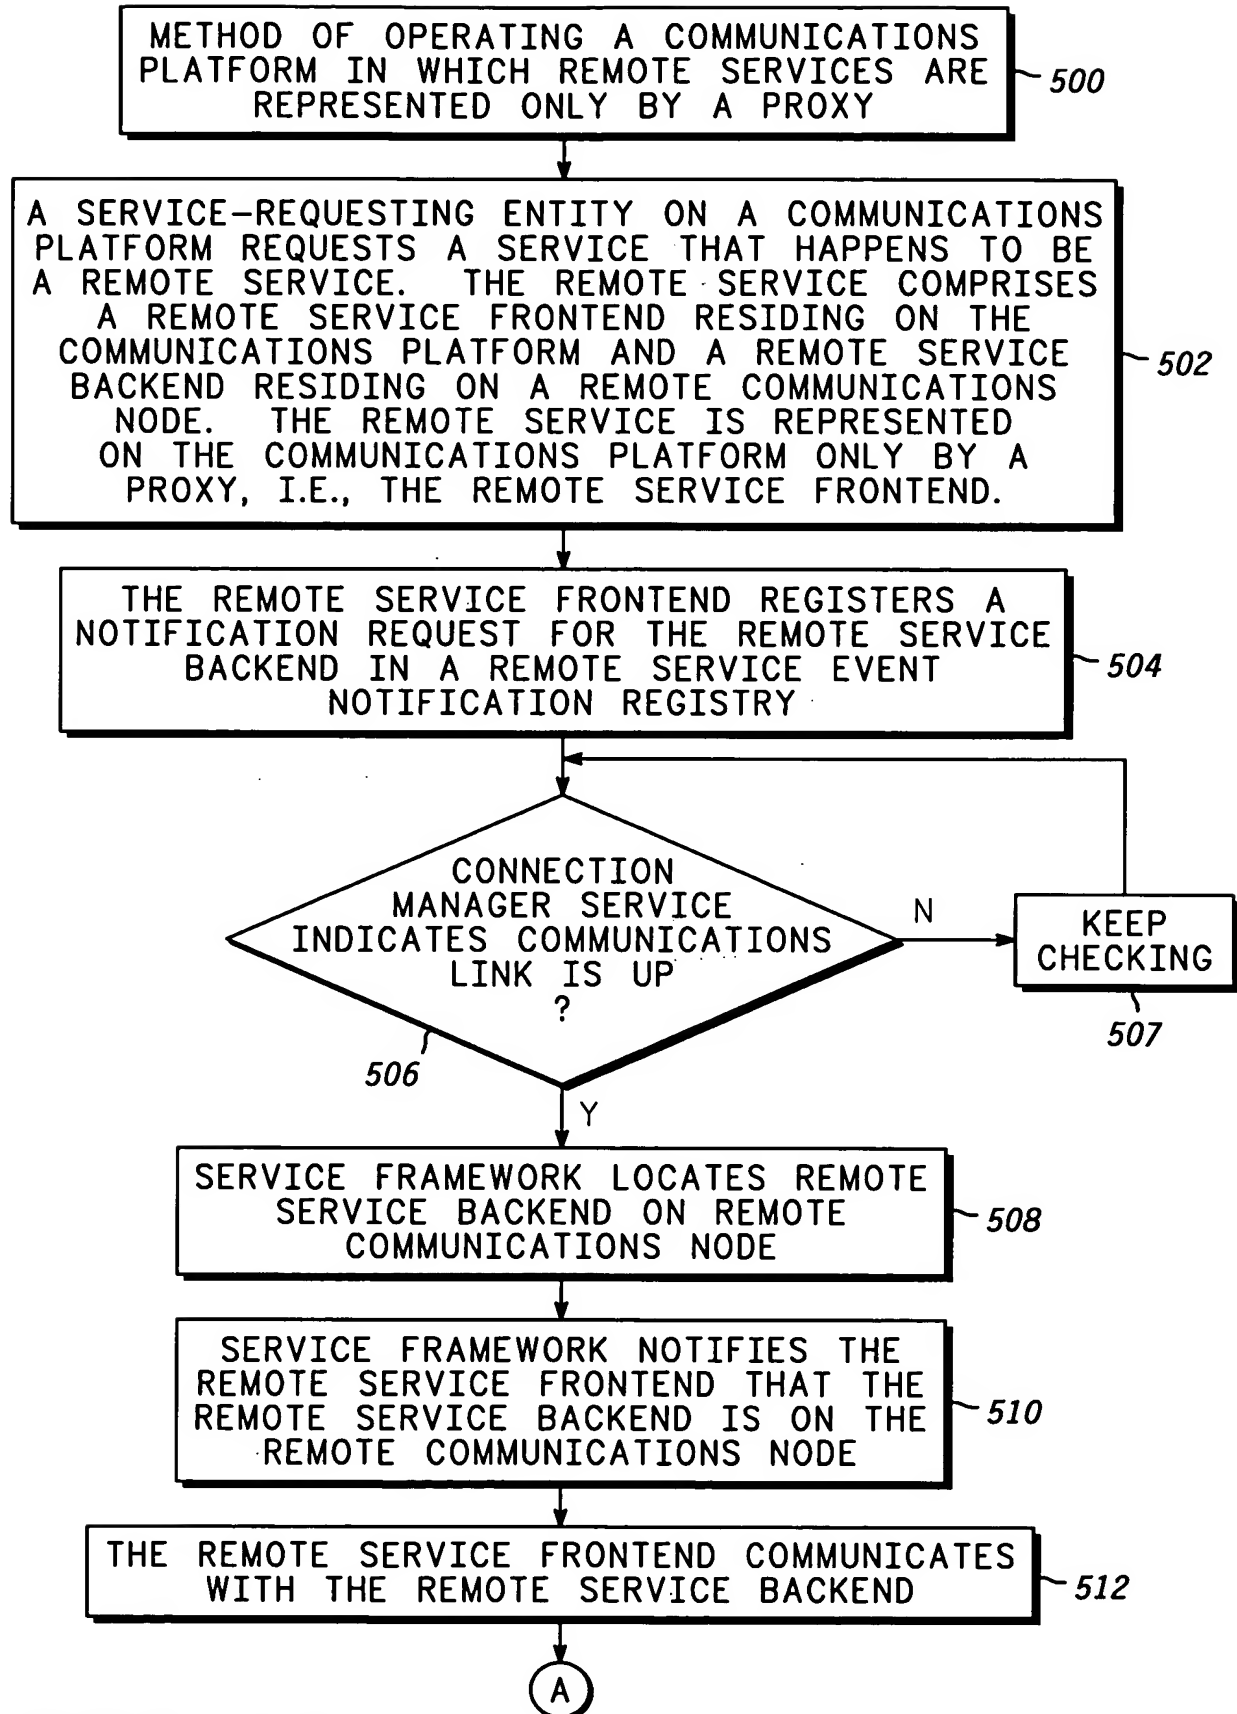 METHOD OF OPERATING A COMMUNICATIONS
PLATFORM IN WHICH REMOTE SERVICES ARE
REPRESENTED ONLY BY A PROXY
500
A SERVICE-REQUESTING ENTITY ON A COMMUNICATIONS
PLATFORM REQUESTS A SERVICE THAT HAPPENS TO BE
A REMOTE SERVICE. THE REMOTE SERVICE COMPRISES
A REMOTE SERVICE FRONTEND RESIDING ON THE
COMMUNICATIONS PLATFORM AND A REMOTE SERVICE
BACKEND RESIDING ON A REMOTE COMMUNICATIONS
NODE. THE REMOTE SERVICE IS REPRESENTED
ON THE COMMUNICATIONS PLATFORM ONLY BY A
PROXY, I.E., THE REMOTE SERVICE FRONTEND.
502
THE REMOTE SERVICE FRONTEND REGISTERS A
NOTIFICATION REQUEST FOR THE REMOTE SERVICE
BACKEND IN A REMOTE SERVICE EVENT
NOTIFICATION REGISTRY
504
CONNECTION
MANAGER SERVICE
INDICATES COMMUNICATIONS
LINK IS UP
?
506
N
KEEP
CHECKING
507
Y
SERVICE FRAMEWORK LOCATES REMOTE
SERVICE BACKEND ON REMOTE
COMMUNICATIONS NODE
508
SERVICE FRAMEWORK NOTIFIES THE
REMOTE SERVICE FRONTEND THAT THE
REMOTE SERVICE BACKEND IS ON THE
REMOTE COMMUNICATIONS NODE
510
THE REMOTE SERVICE FRONTEND COMMUNICATES
WITH THE REMOTE SERVICE BACKEND
512
A